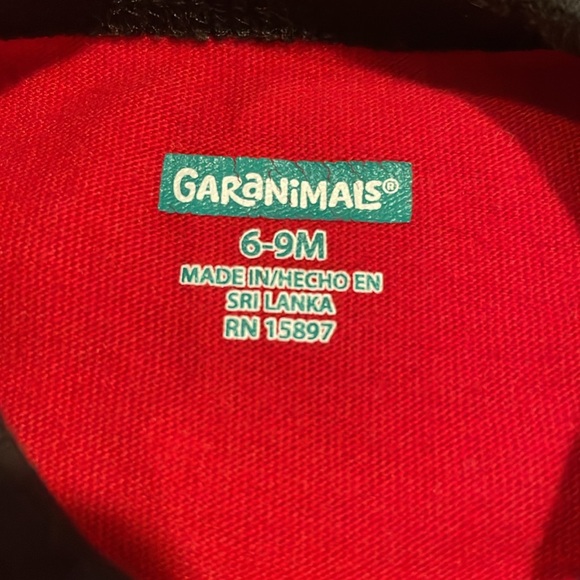 GARANiMALS®
6-9M
MADE IN/HECHO EN
SRI LANKA
RN 15897